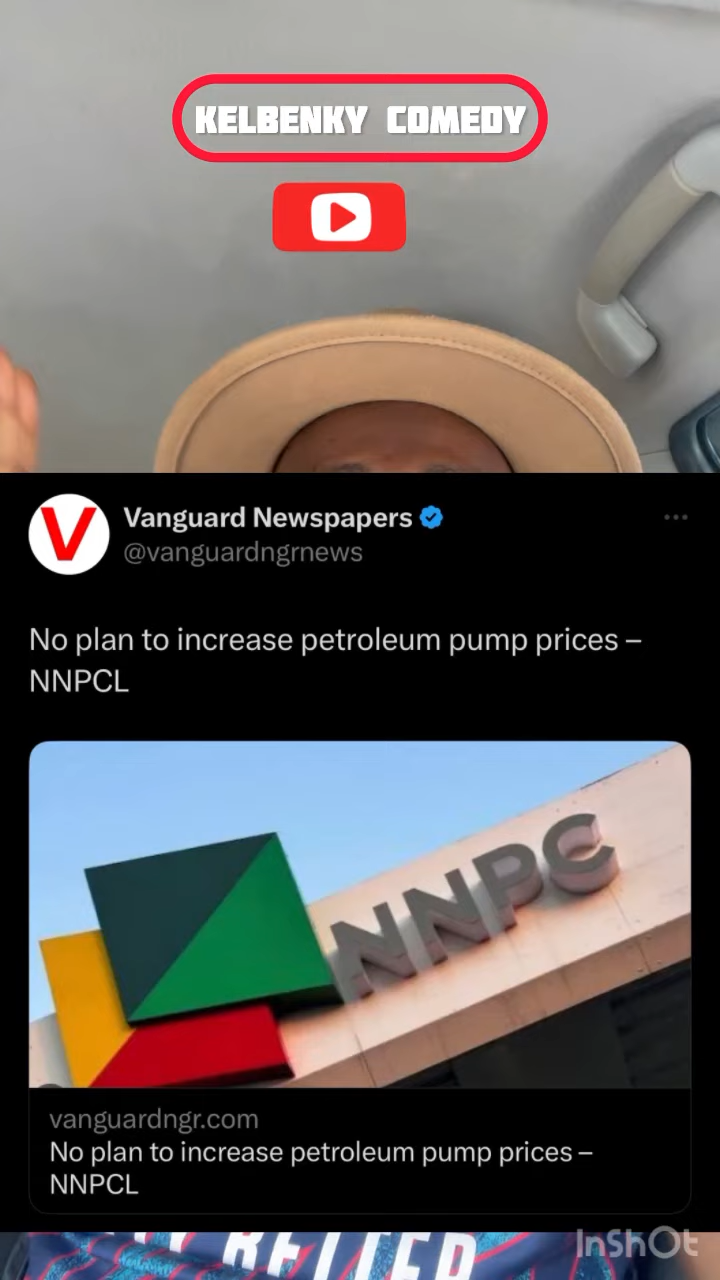 KELBENKY COMEDY
V
Vanguard Newspapers
@vanguardngrnews
No plan to increase petroleum pump prices –
NNPCL
NNPC
vanguardngr.com
No plan to increase petroleum pump prices –
NNPCL
BETTER
InShOt